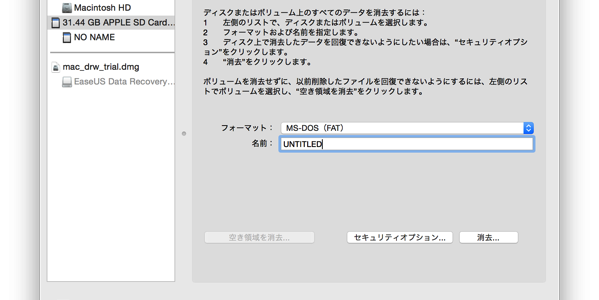 Macintosh HD
31.44 GB APPLE SD Card...
NO NAME
mac_drw_trial.dmg
EaseUS Data Recovery...
ディスクまたはボリューム上のすべてのデータを消去するには：
1 左側のリストで、ディスクまたはボリュームを選択します。
2 フォーマットおよび名前を指定します。
3 ディスク上で消去したデータを回復できないようにしたい場合は、“セキュリティオプショ
ン”をクリックします。
4 “消去”をクリックします。
ボリュームを消去せずに、以前削除したファイルを回復できないようにするには、左側のリス
トでボリュームを選択し、“空き領域を消去”をクリックします。
フォーマット： MS-DOS（FAT）
名前： UNTITLED
空き領域を消去... セキュリティオプション... 消去...